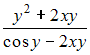 y² + 2xy
cos y − 2xy